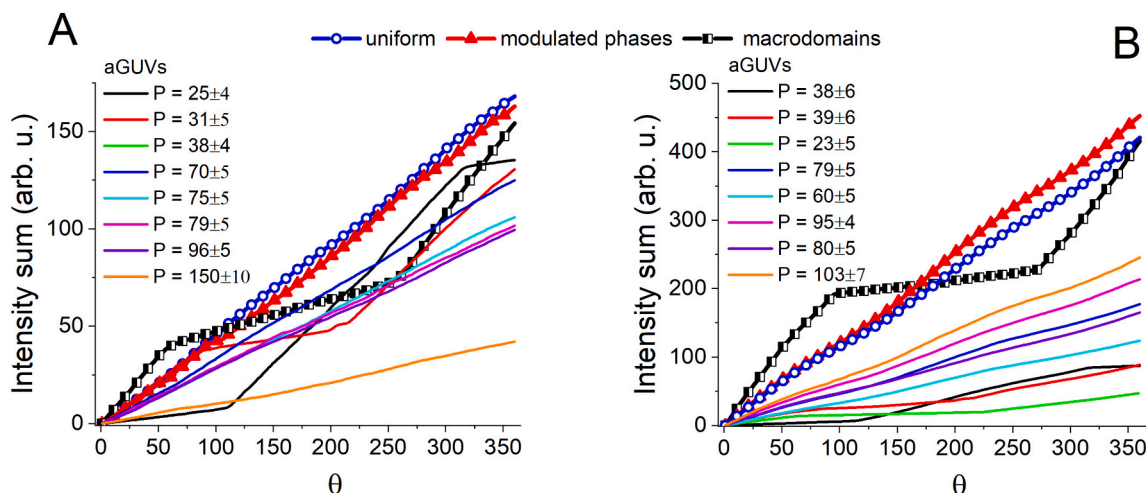 A
B
uniform modulated phases macrodomains
aGUVs
P = 25±4
P = 31±5
P = 38±4
P = 70±5
P = 75±5
P = 79±5
P = 96±5
P = 150±10
Intensity sum (arb. u.)
150
100
50
0
0 50 100 150 200 250 300 350
θ
aGUVs
P = 38±6
P = 39±6
P = 23±5
P = 79±5
P = 60±5
P = 95±4
P = 80±5
P = 103±7
Intensity sum (arb. u.)
500
400
300
200
100
0
0 50 100 150 200 250 300 350
θ